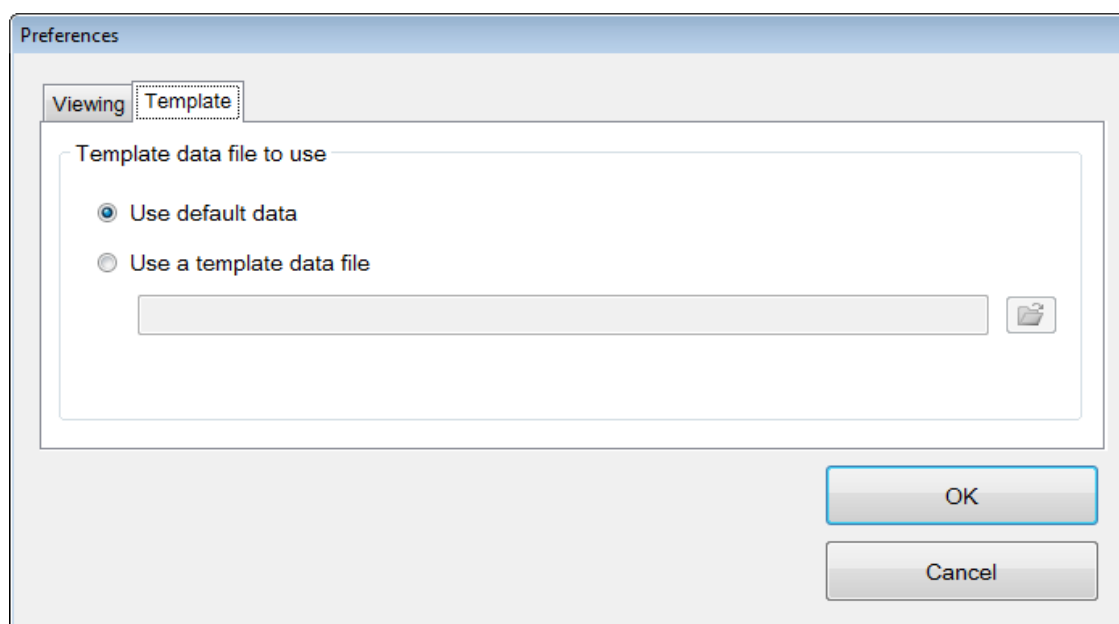 Preferences
Viewing Template
Template data file to use
Use default data
Use a template data file
OK
Cancel